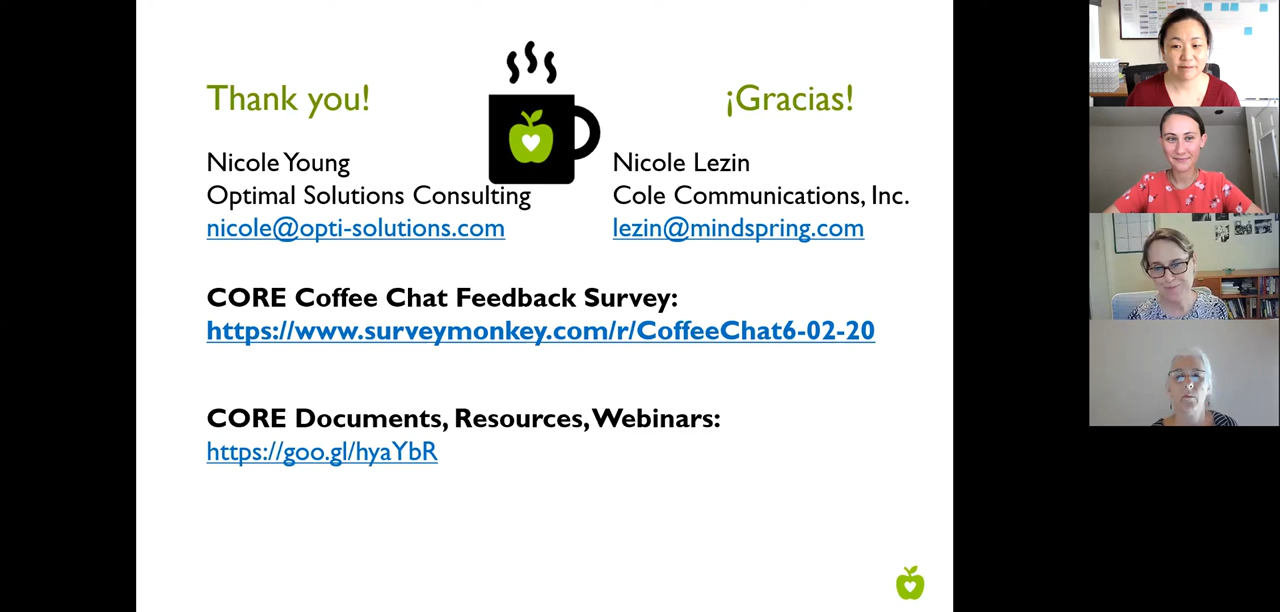 Thank you!
¡Gracias!
Nicole Young
Optimal Solutions Consulting
nicole@opti-solutions.com
Nicole Lezin
Cole Communications, Inc.
lezin@mindspring.com
CORE Coffee Chat Feedback Survey:
https://www.surveymonkey.com/r/CoffeeChat6-02-20
CORE Documents, Resources, Webinars:
https://goo.gl/hyaYbR